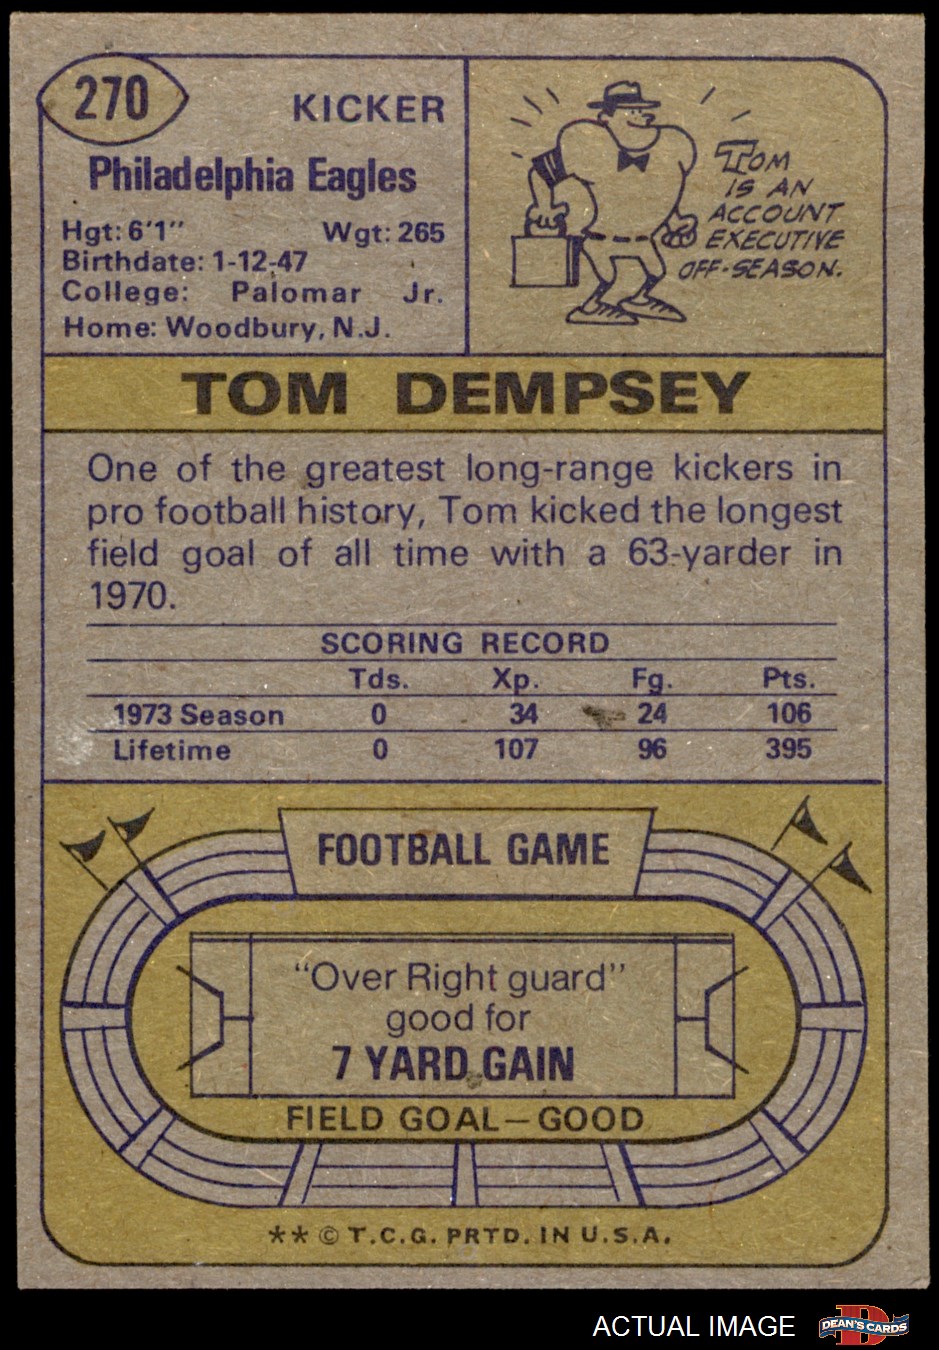 270
KICKER
Philadelphia Eagles
Hgt: 6'1" Wgt: 265
Birthdate: 1-12-47
College: Palomar Jr.
Home: Woodbury, N.J.
TOM
IS AN
ACCOUNT
EXECUTIVE
OFF-SEASON.
TOM DEMPSEY
One of the greatest long-range kickers in
pro football history, Tom kicked the longest
field goal of all time with a 63-yarder in
1970.
SCORING RECORD
Tds. Xp. Fg. Pts.
1973 Season 0 34 24 106
Lifetime 0 107 96 395
FOOTBALL GAME
"Over Right guard"
good for
7 YARD GAIN
FIELD GOAL—GOOD
** © T.C.G. PRTD. IN U.S.A.
ACTUAL IMAGE
DEAN'S CARDS